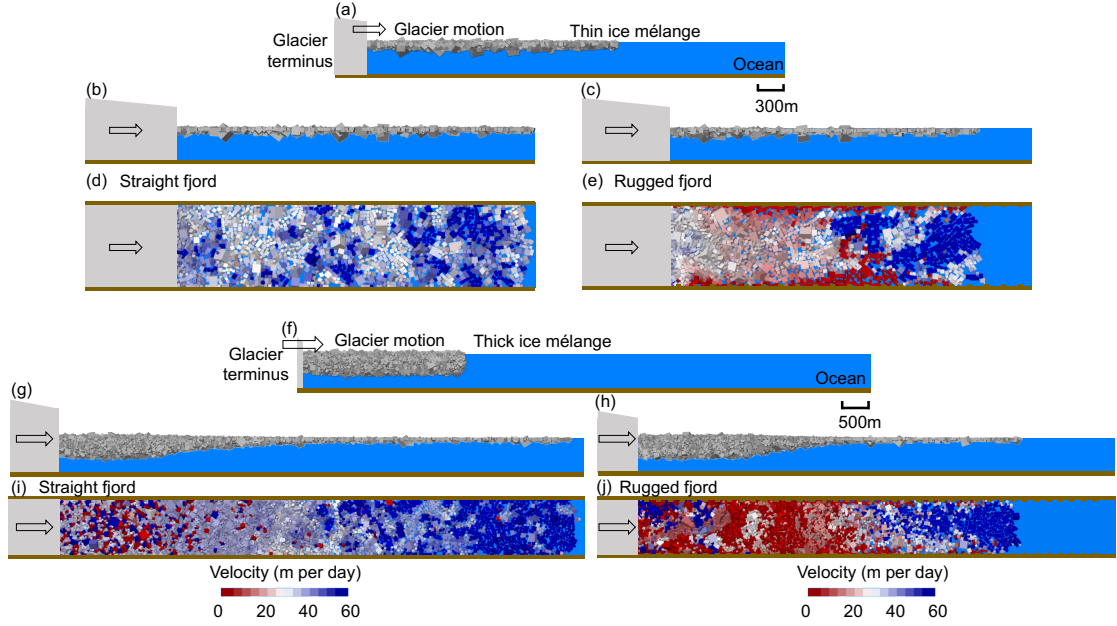 (a)
Glacier motion
Thin ice mélange
Glacier
terminus
Ocean
300m
(b)
(c)
(d) Straight fjord
(e) Rugged fjord
(f)
Glacier motion
Thick ice mélange
Glacier
terminus
Ocean
500m
(g)
(h)
(i) Straight fjord
(j) Rugged fjord
Velocity (m per day)
0 20 40 60
Velocity (m per day)
0 20 40 60